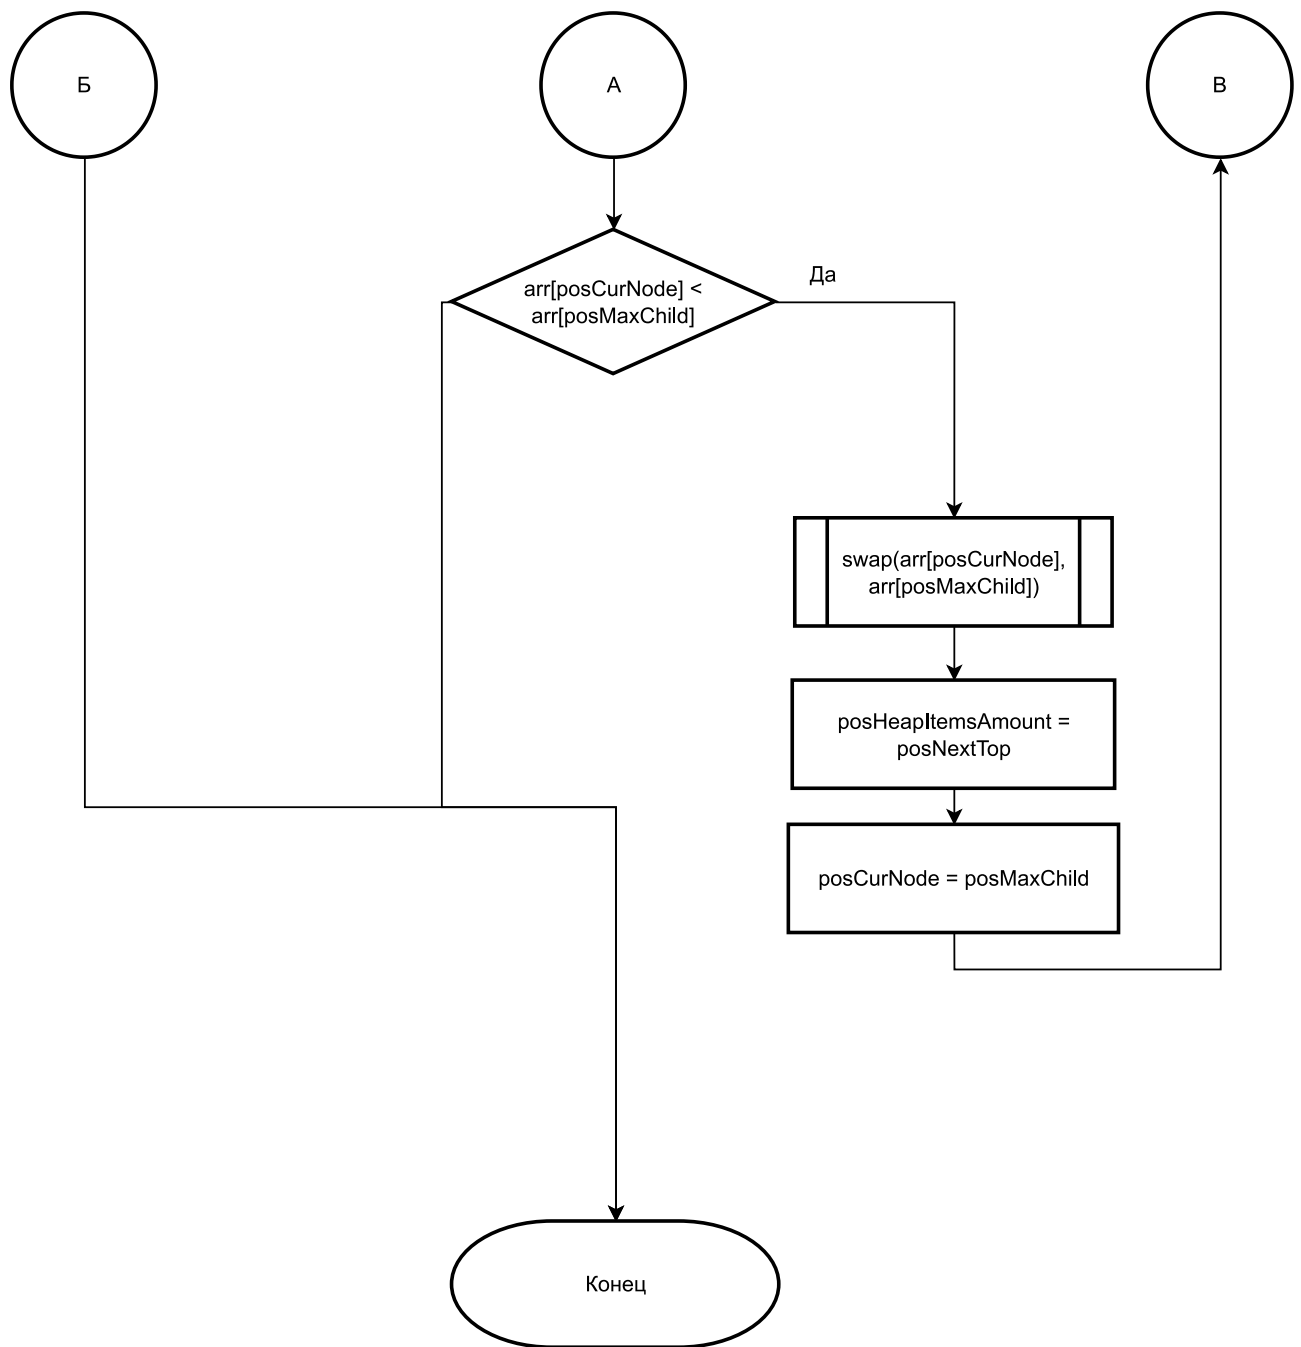 Б
А
В
arr[posCurNode] <
arr[posMaxChild]
Да
swap(arr[posCurNode],
arr[posMaxChild])
posHeapItemsAmount =
posNextTop
posCurNode = posMaxChild
Конец